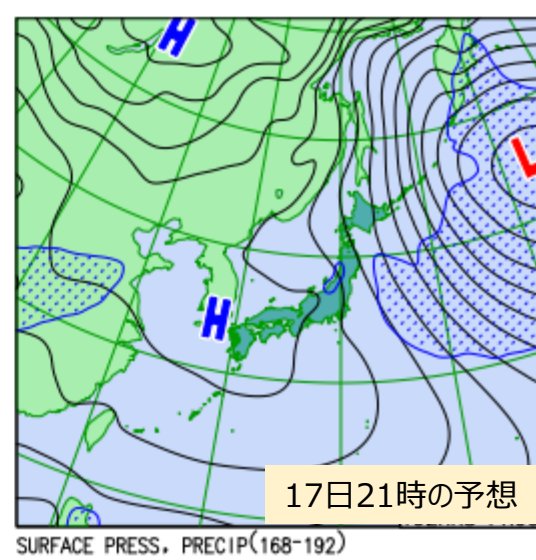 H
L
H
17日21時の予想
SURFACE PRESS, PRECIP(168-192)